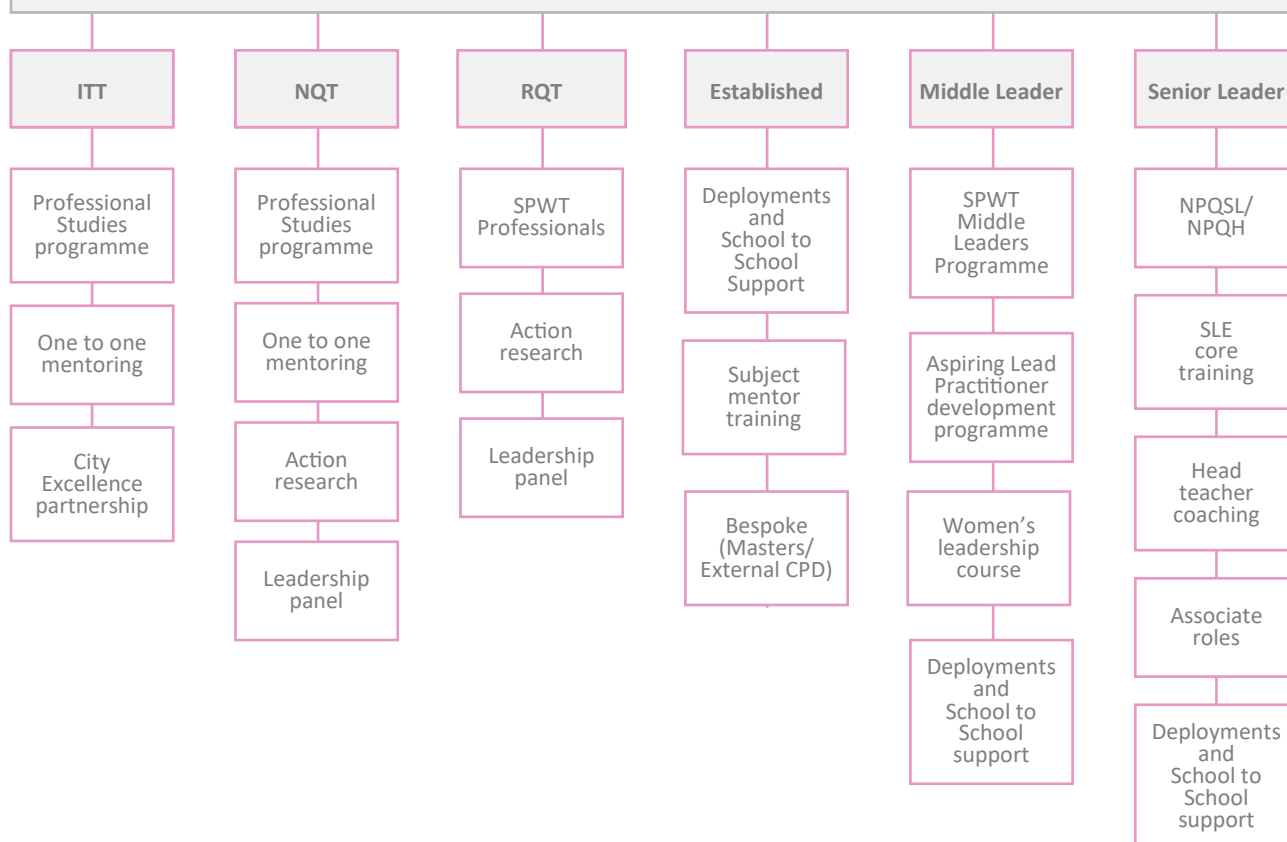 ITT
NQT
RQT
Established
Middle Leader
Senior Leader
Professional
Studies
programme
One to one
mentoring
City
Excellence
partnership
Professional
Studies
programme
One to one
mentoring
Action
research
Leadership
panel
SPWT
Professionals
Action
research
Leadership
panel
Deployments
and
School to
School
Support
Subject
mentor
training
Bespoke
(Masters/
External CPD)
SPWT
Middle
Leaders
Programme
Aspiring Lead
Practitioner
development
programme
Women's
leadership
course
Deployments
and
School to
School
support
NPQSL/
NPQH
SLE
core
training
Head
teacher
coaching
Associate
roles
Deployments
and
School to
School
support